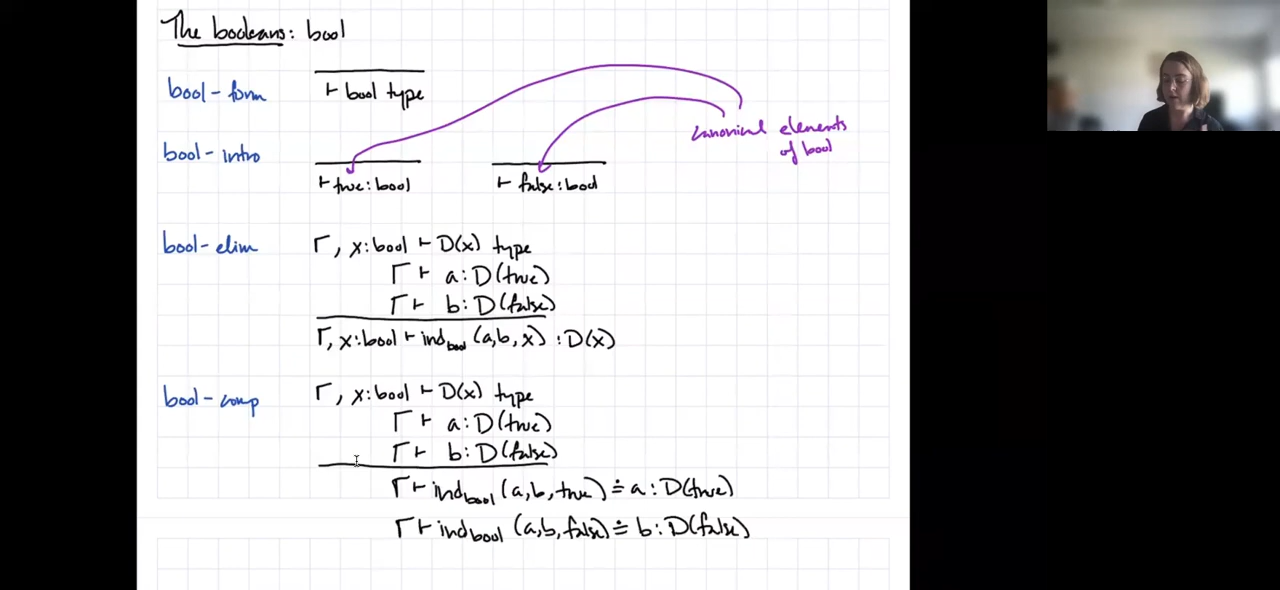 The booleans: bool
bool-form
⊢ bool type
canonical elements
of bool
bool-intro
⊢ true : bool
⊢ false : bool
bool-elim
Γ, x:bool ⊢ D(x) type
Γ ⊢ a : D(true)
Γ ⊢ b : D(false)
Γ, x:bool ⊢ ind_bool (a,b,x) : D(x)
bool-comp
Γ, x:bool ⊢ D(x) type
Γ ⊢ a : D(true)
Γ ⊢ b : D(false)
Γ ⊢ ind_bool (a,b,true) ≐ a : D(true)
Γ ⊢ ind_bool (a,b,false) ≐ b : D(false)